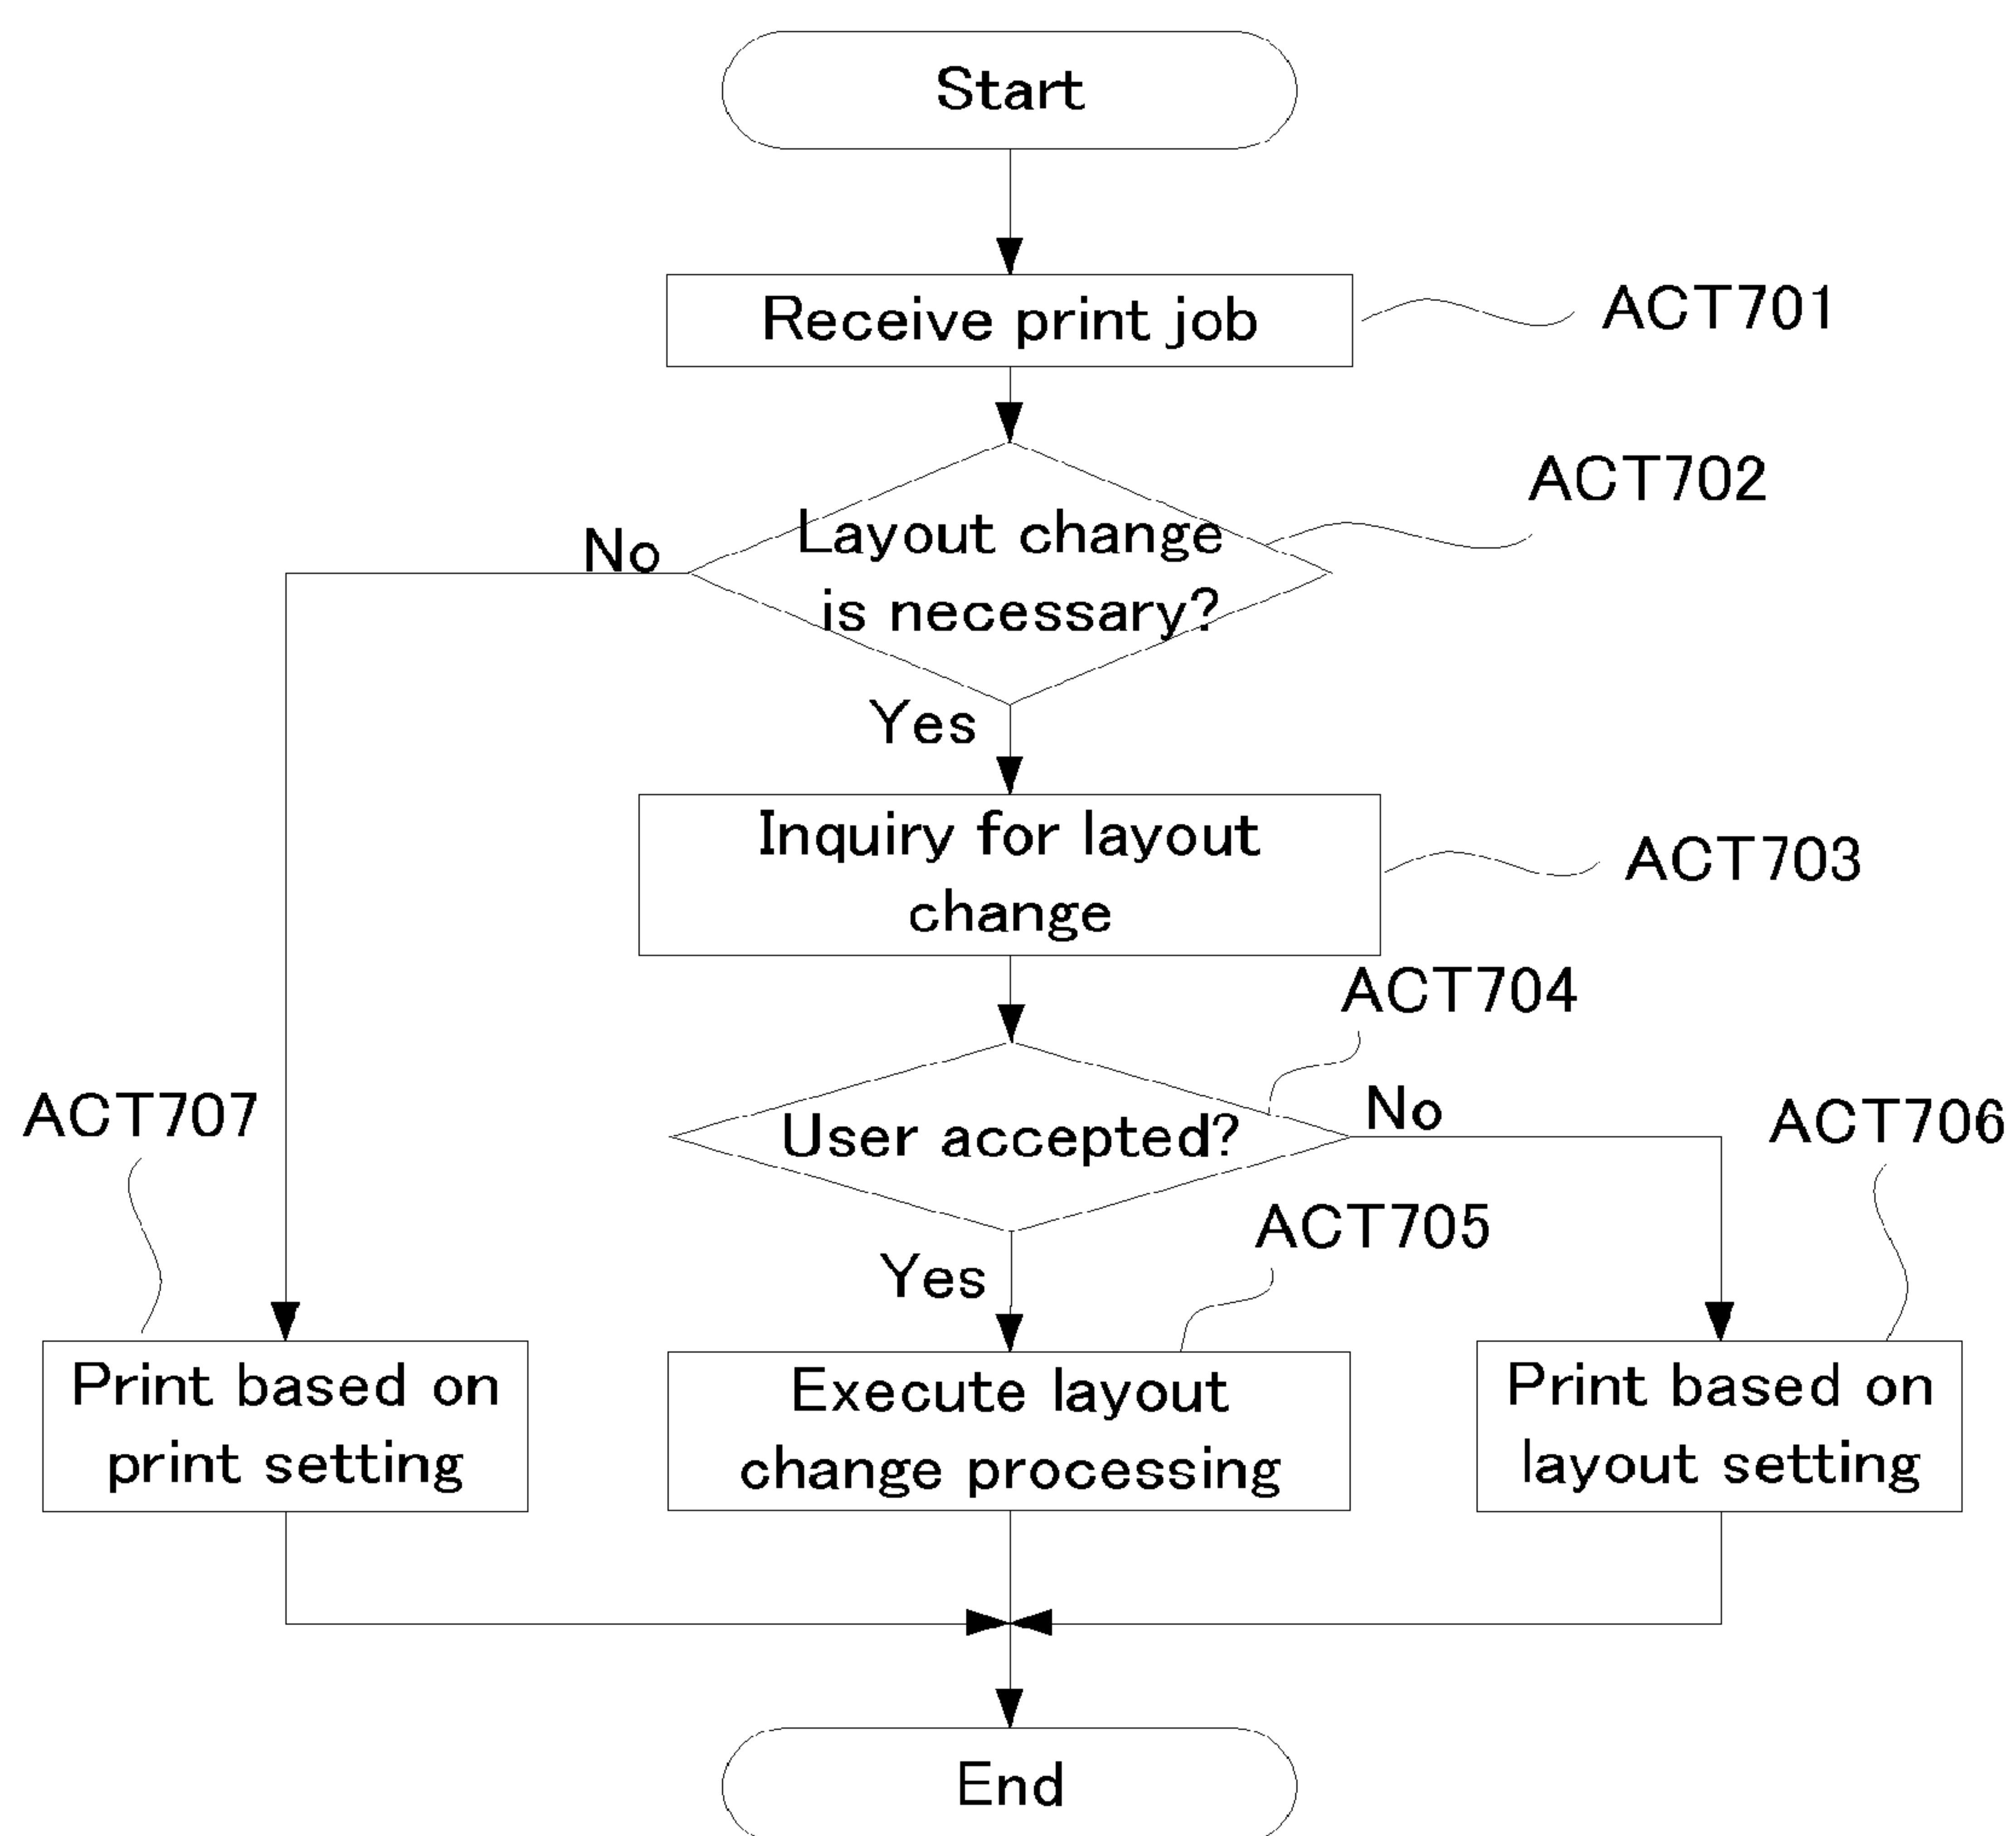 Start
Receive print job
ACT701
ACT702
Layout change
is necessary?
No
Yes
Inquiry for layout
change
ACT703
ACT704
User accepted?
No
ACT707
ACT706
Yes
ACT705
Print based on
print setting
Execute layout
change processing
Print based on
layout setting
End